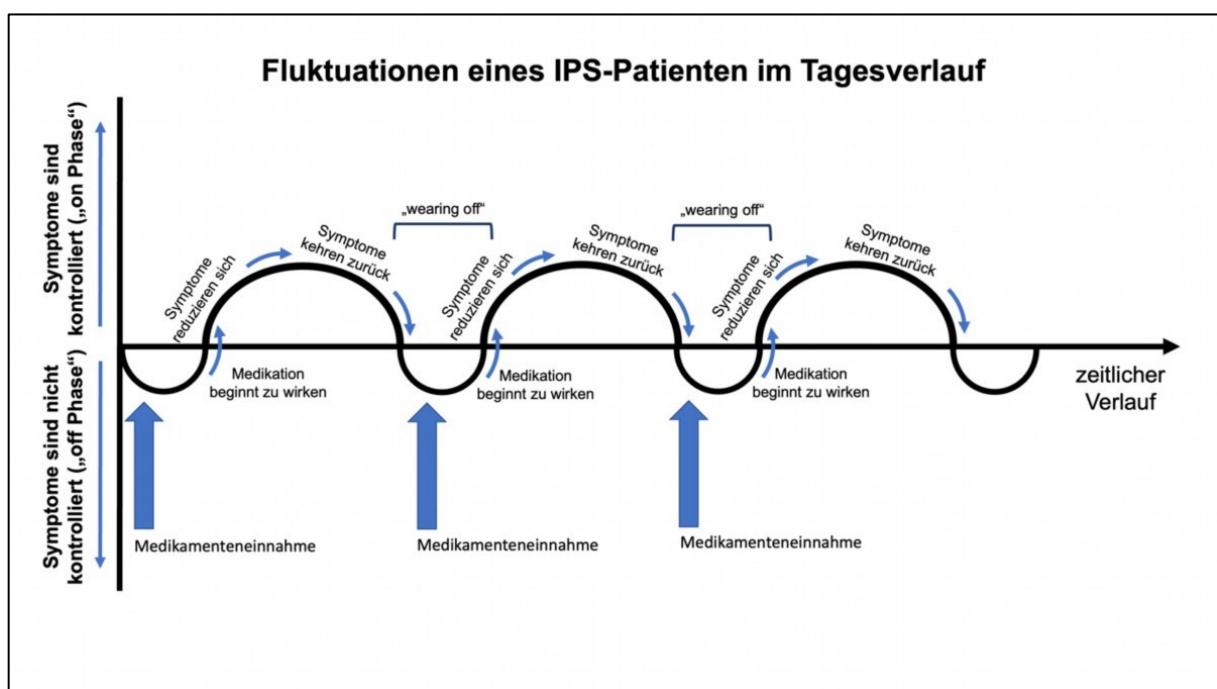 Fluktuationen eines IPS-Patienten im Tagesverlauf
Symptome sind
kontrolliert („on Phase“)
Symptome sind nicht
kontrolliert („off Phase“)
Symptome
reduzieren sich
Symptome
kehren zurück
„wearing off“
Symptome
reduzieren sich
Symptome
kehren zurück
„wearing off“
Symptome
reduzieren sich
Symptome
kehren zurück
Medikation
beginnt zu wirken
Medikation
beginnt zu wirken
Medikation
beginnt zu wirken
zeitlicher
Verlauf
Medikamenteneinnahme
Medikamenteneinnahme
Medikamenteneinnahme